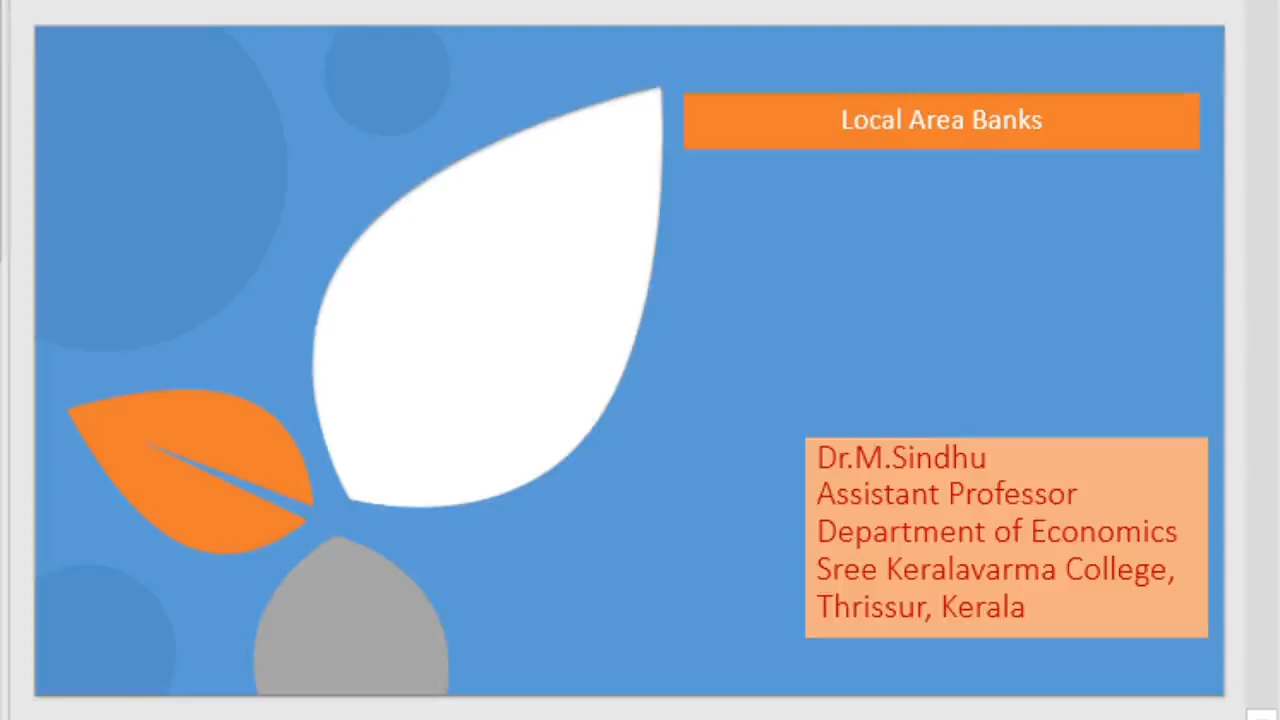 Local Area Banks
Dr.M.Sindhu
Assistant Professor
Department of Economics
Sree Keralavarma College,
Thrissur, Kerala